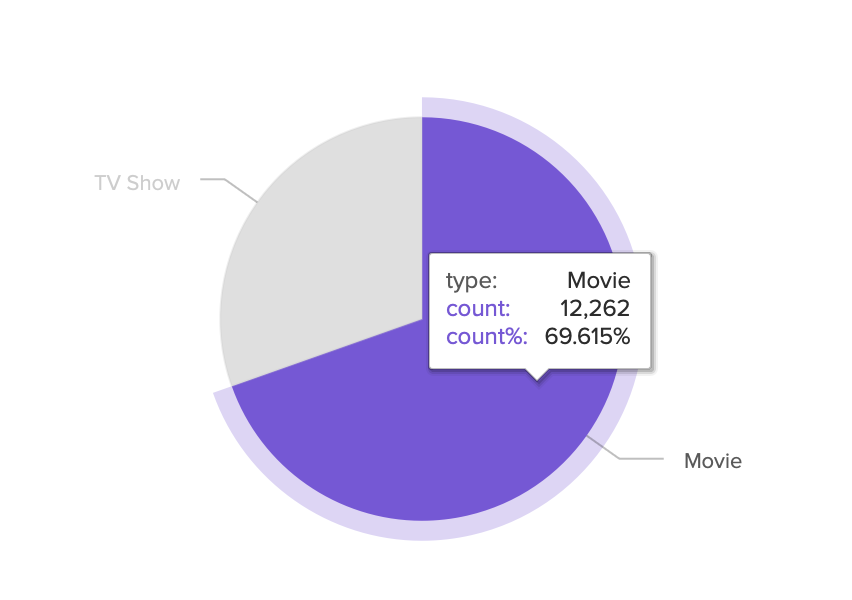 TV Show
type: Movie
count: 12,262
count%: 69.615%
Movie